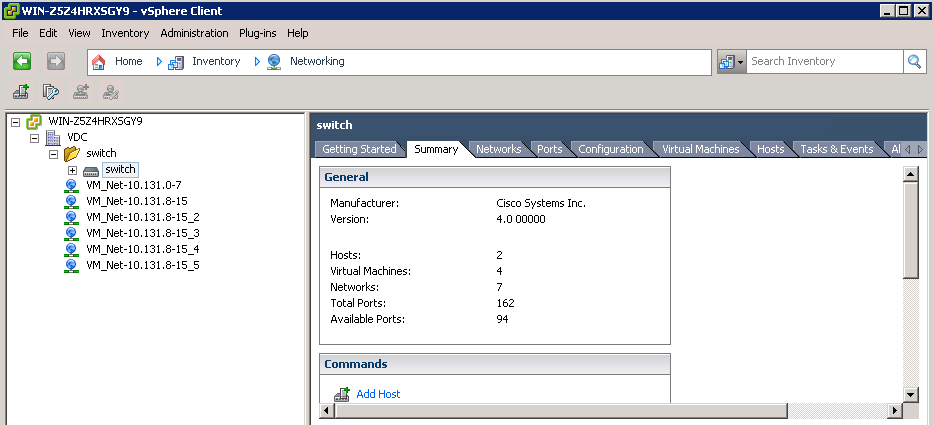 WIN-Z5Z4HRXSGY9 - vSphere Client
File Edit View Inventory Administration Plug-ins Help
Home Inventory Networking Search Inventory
WIN-Z5Z4HRXSGY9
VDC
switch
switch
VM_Net-10.131.0-7
VM_Net-10.131.8-15
VM_Net-10.131.8-15_2
VM_Net-10.131.8-15_3
VM_Net-10.131.8-15_4
VM_Net-10.131.8-15_5
switch
Getting Started Summary Networks Ports Configuration Virtual Machines Hosts Tasks & Events
General
Manufacturer: Cisco Systems Inc.
Version: 4.0 00000
Hosts: 2
Virtual Machines: 4
Networks: 7
Total Ports: 162
Available Ports: 94
Commands
Add Host